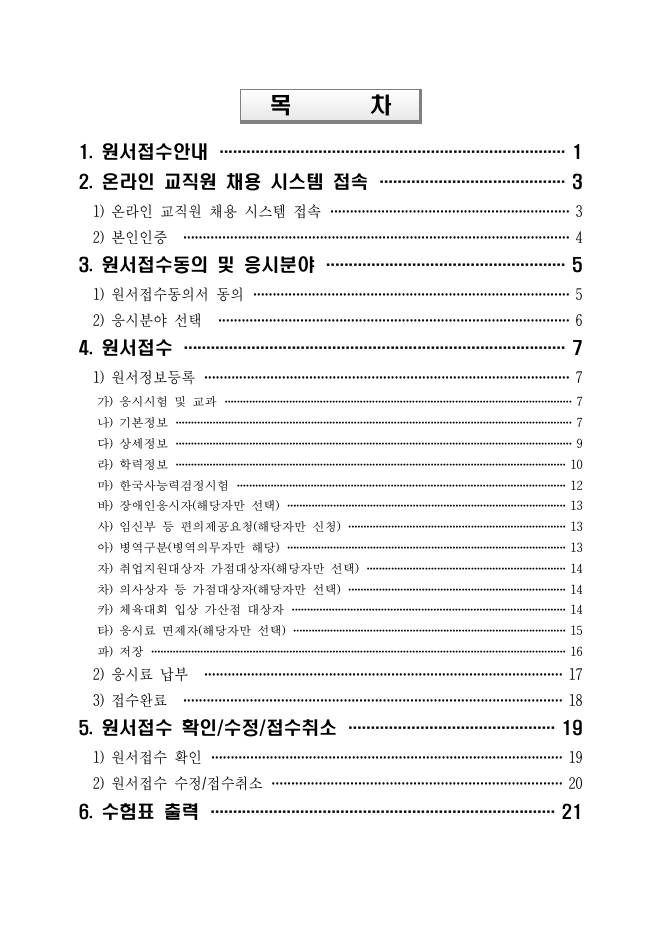 목 차
1. 원서접수안내 ························ 1
2. 온라인 교직원 채용 시스템 접속 ························ 3
1) 온라인 교직원 채용 시스템 접속 ························ 3
2) 본인인증 ························ 4
3. 원서접수동의 및 응시분야 ························ 5
1) 원서접수동의서 동의 ························ 5
2) 응시분야 선택 ························ 6
4. 원서접수 ························ 7
1) 원서정보등록 ························ 7
가) 응시시험 및 교과 ························ 7
나) 기본정보 ························ 7
다) 상세정보 ························ 9
라) 학력정보 ························ 10
마) 한국사능력검정시험 ························ 12
바) 장애인응시자(해당자만 선택) ························ 13
사) 임신부 등 편의제공요청(해당자만 신청) ························ 13
아) 병역구분(병역의무자만 해당) ························ 13
자) 취업지원대상자 가점대상자(해당자만 선택) ························ 14
차) 의사상자 등 가점대상자(해당자만 선택) ························ 14
카) 체육대회 입상 가산점 대상자 ························ 14
타) 응시료 면제자(해당자만 선택) ························ 15
파) 저장 ························ 16
2) 응시료 납부 ························ 17
3) 접수완료 ························ 18
5. 원서접수 확인/수정/접수취소 ························ 19
1) 원서접수 확인 ························ 19
2) 원서접수 수정/접수취소 ························ 20
6. 수험표 출력 ························ 21